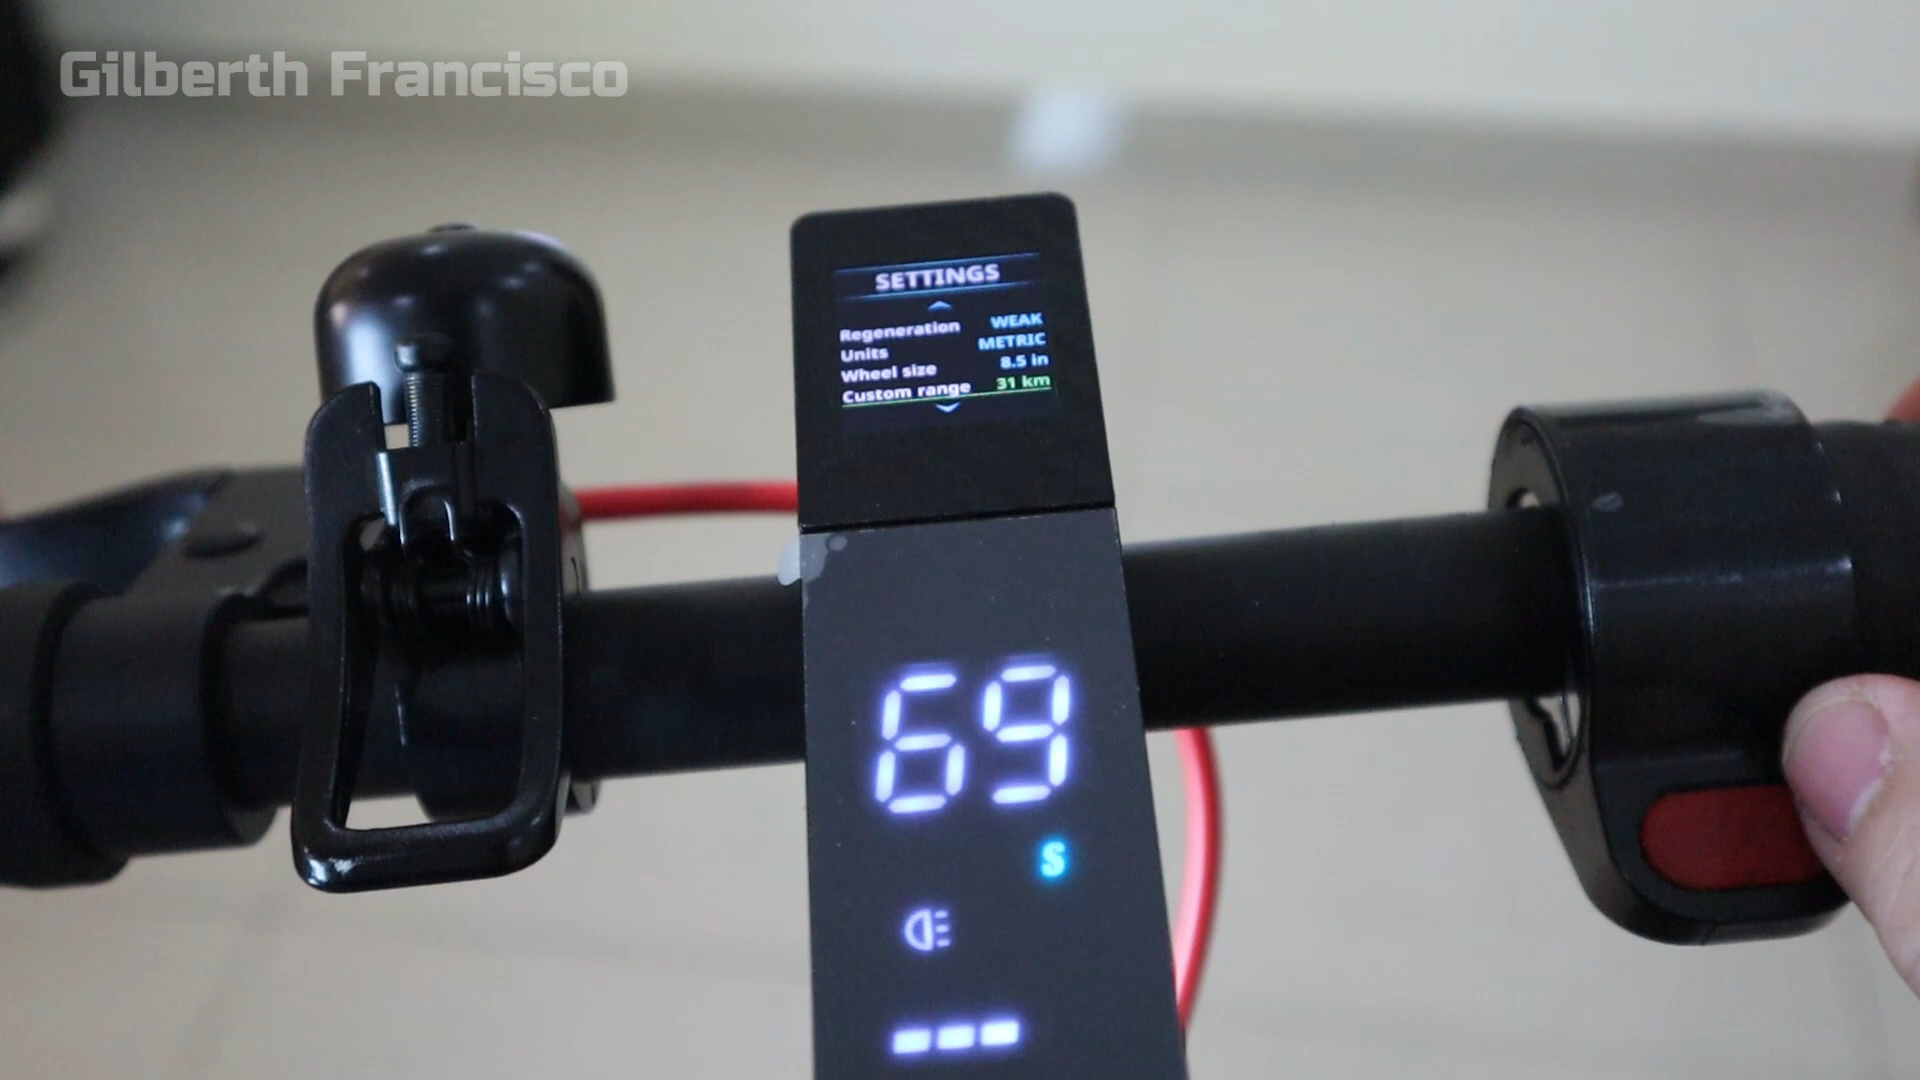 Gilberth Francisco
SETTINGS
Regeneration WEAK
Units METRIC
Wheel size 8.5 in
Custom range 31 km
69
S